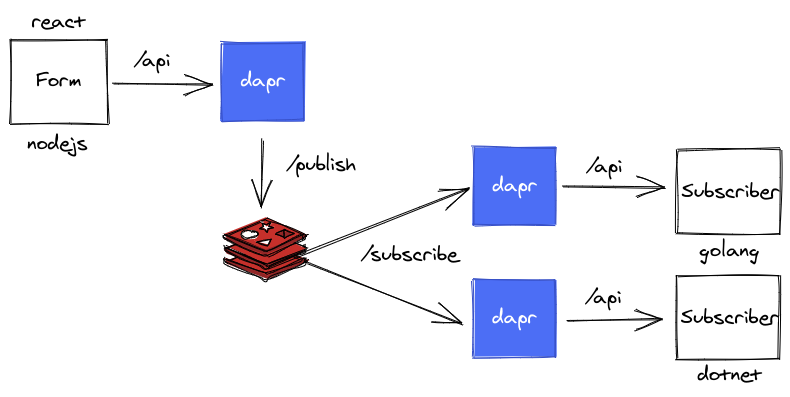 react
Form
nodejs
/api
dapr
/publish
/subscribe
dapr
/api
Subscriber
golang
dapr
/api
Subscriber
dotnet